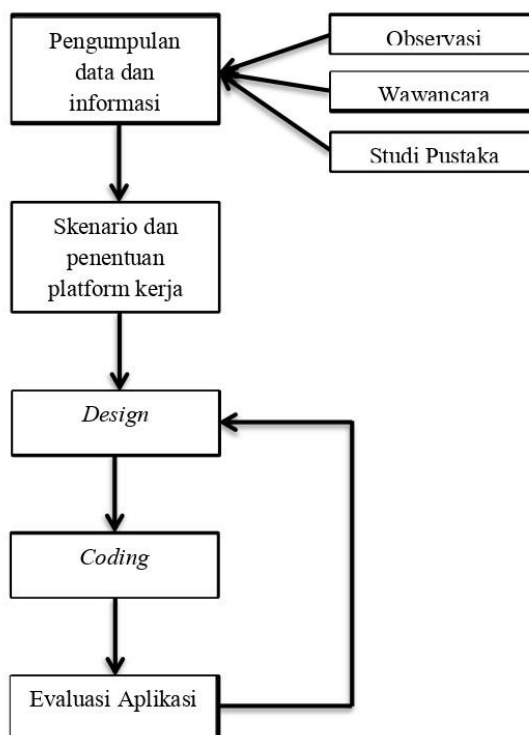 Pengumpulan
data dan
informasi
Observasi
Wawancara
Studi Pustaka
Skenario dan
penentuan
platform kerja
Design
Coding
Evaluasi Aplikasi